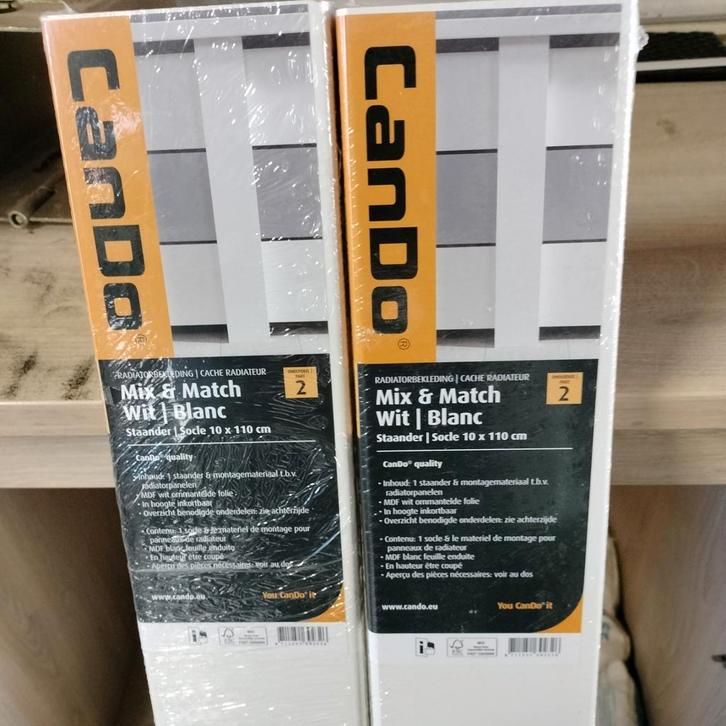 CanDo®
RADIATORBEKLEDING | CACHE RADIATEUR
Mix & Match
Wit | Blanc
Staander | Socle 10 x 110 cm
PART
2
CanDo® quality
• Inhoud: 1 staander & montagemateriaal t.b.v.
radiatorpanelen
• MDF wit ommantelde folie
• In hoogte inkortbaar
• Overzicht benodigde onderdelen: zie achterzijde
• Contenu: 1 socle & le materiel de montage pour
panneaux de radiateur
• MDF blanc feuille enduite
• En hauteur être coupé
• Aperçu des pièces nécessaires: voir au dos
www.cando.eu
You CanDo® it
FSC
CanDo®
RADIATORBEKLEDING | CACHE RADIATEUR
Mix & Match
Wit | Blanc
Staander | Socle 10 x 110 cm
ONDERDEEL |
PART
2
CanDo® quality
• Inhoud: 1 staander & montagemateriaal t.b.v.
radiatorpanelen
• MDF wit ommantelde folie
• In hoogte inkortbaar
• Overzicht benodigde onderdelen: zie achterzijde
• Contenu: 1 socle & le materiel de montage pour
panneaux de radiateur
• MDF blanc feuille enduite
• En hauteur être coupé
• Aperçu des pièces nécessaires: voir au dos
www.cando.eu
You CanDo® it
FSC